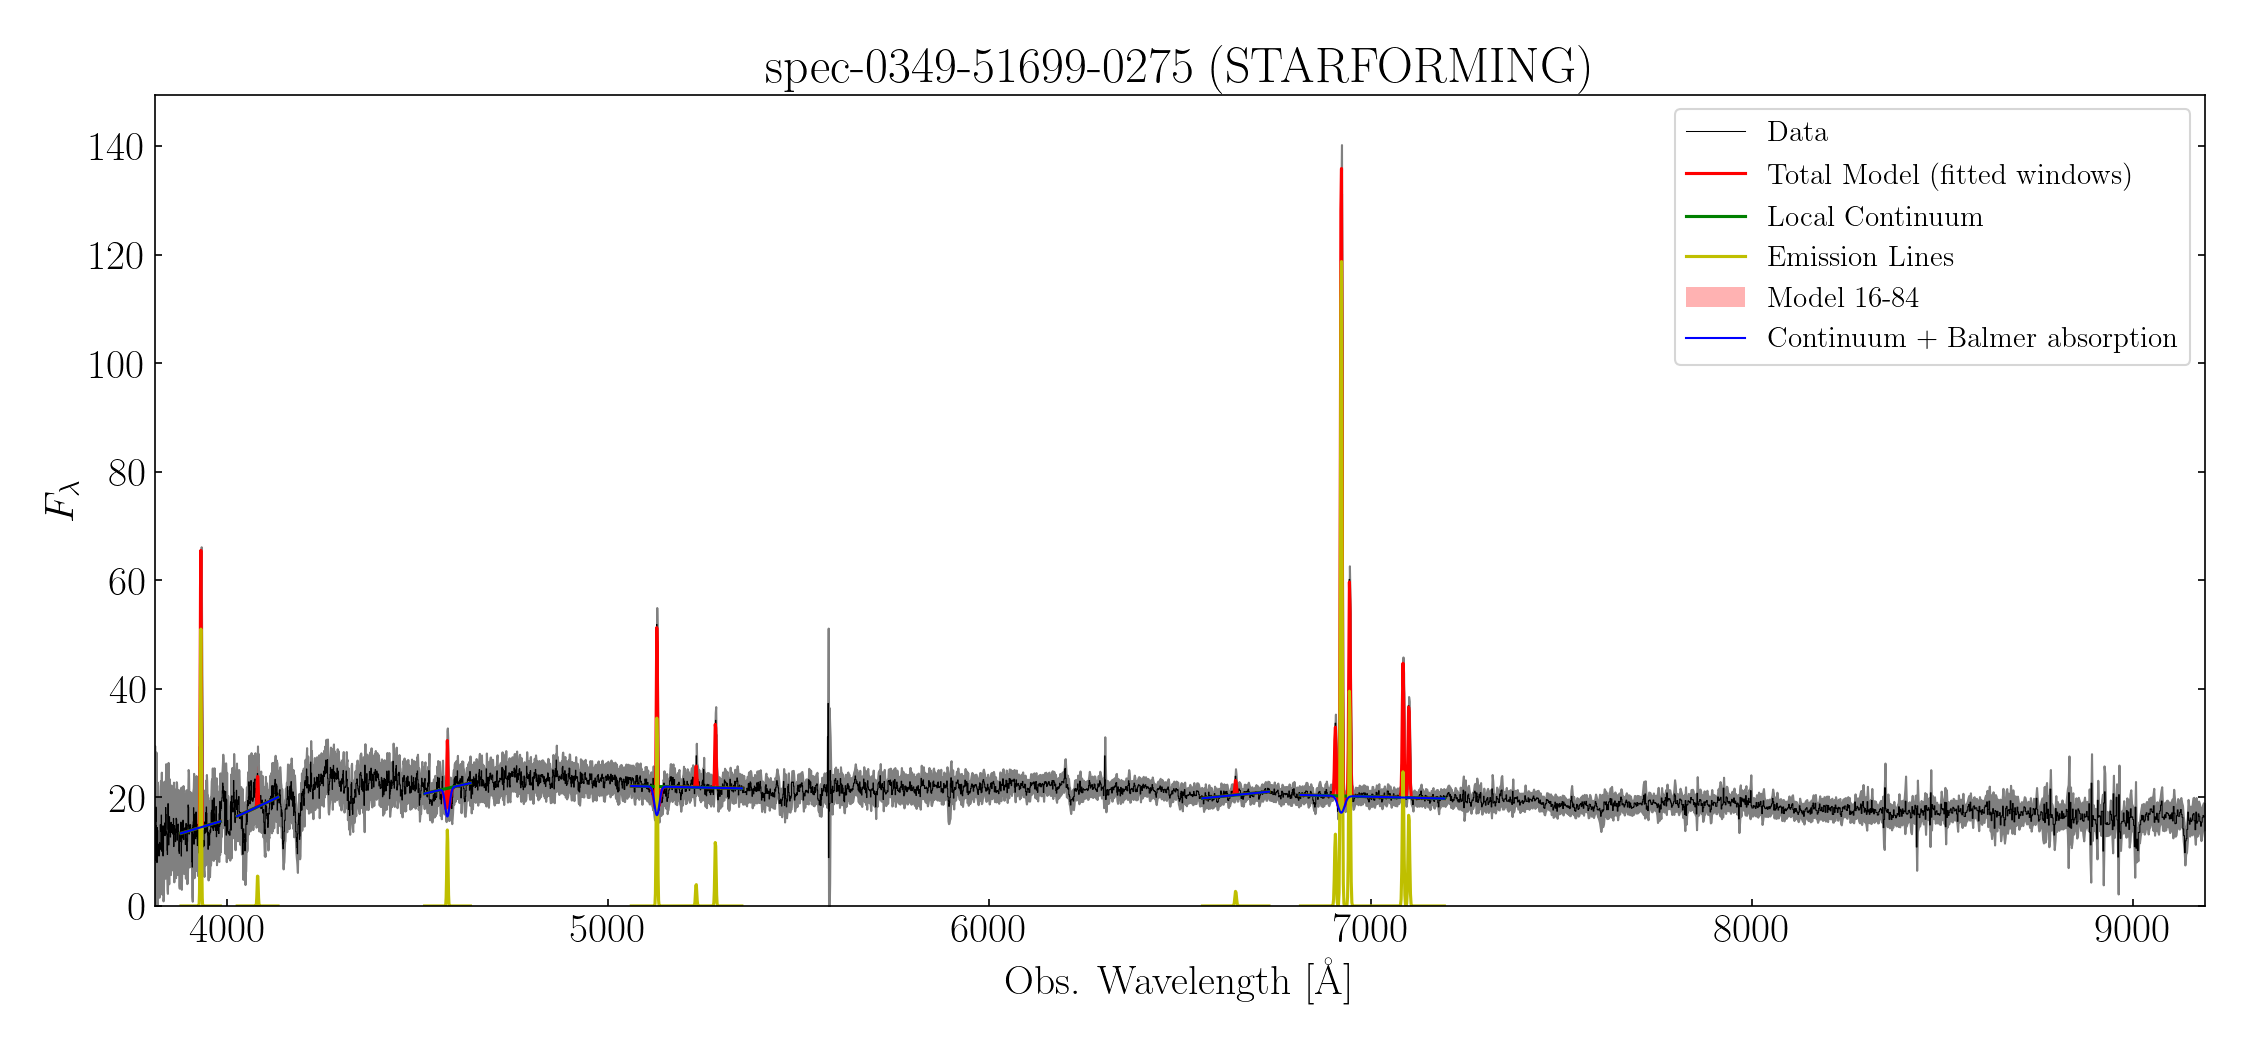 spec-0349-51699-0275 (STARFORMING)
Data
Total Model (fitted windows)
Local Continuum
Emission Lines
Model 16-84
Continuum + Balmer absorption
140
120
100
80
60
40
20
0
Fλ
4000 5000 6000 7000 8000 9000
Obs. Wavelength [Å]